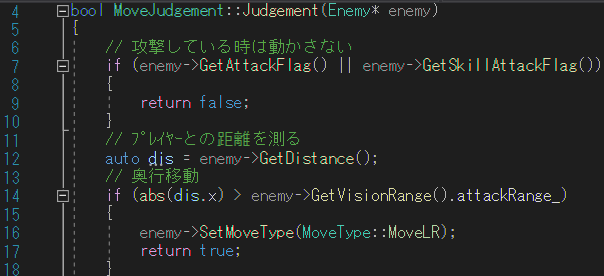 4 bool MoveJudgement::Judgement(Enemy* enemy)
5 {
6 // 攻撃している時は動かさない
7 if (enemy->GetAttackFlag() || enemy->GetSkillAttackFlag())
8 {
9 return false;
10 }
11 // ﾌﾟﾚｲﾔｰとの距離を測る
12 auto dis = enemy->GetDistance();
13 // 奥行移動
14 if (abs(dis.x) > enemy->GetVisionRange().attackRange_)
15 {
16 enemy->SetMoveType(MoveType::MoveLR);
17 return true;
18 }